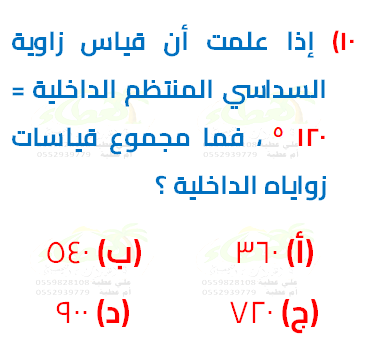 ١٠) إذا علمت أن قياس زاوية
السداسي المنتظم الداخلية =
١٢٠ ° ، فما مجموع قياسات
زواياه الداخلية ؟
(أ) ٣٦٠ (ب) ٥٤٠
(ج) ٧٢٠ (د) ٩٠٠